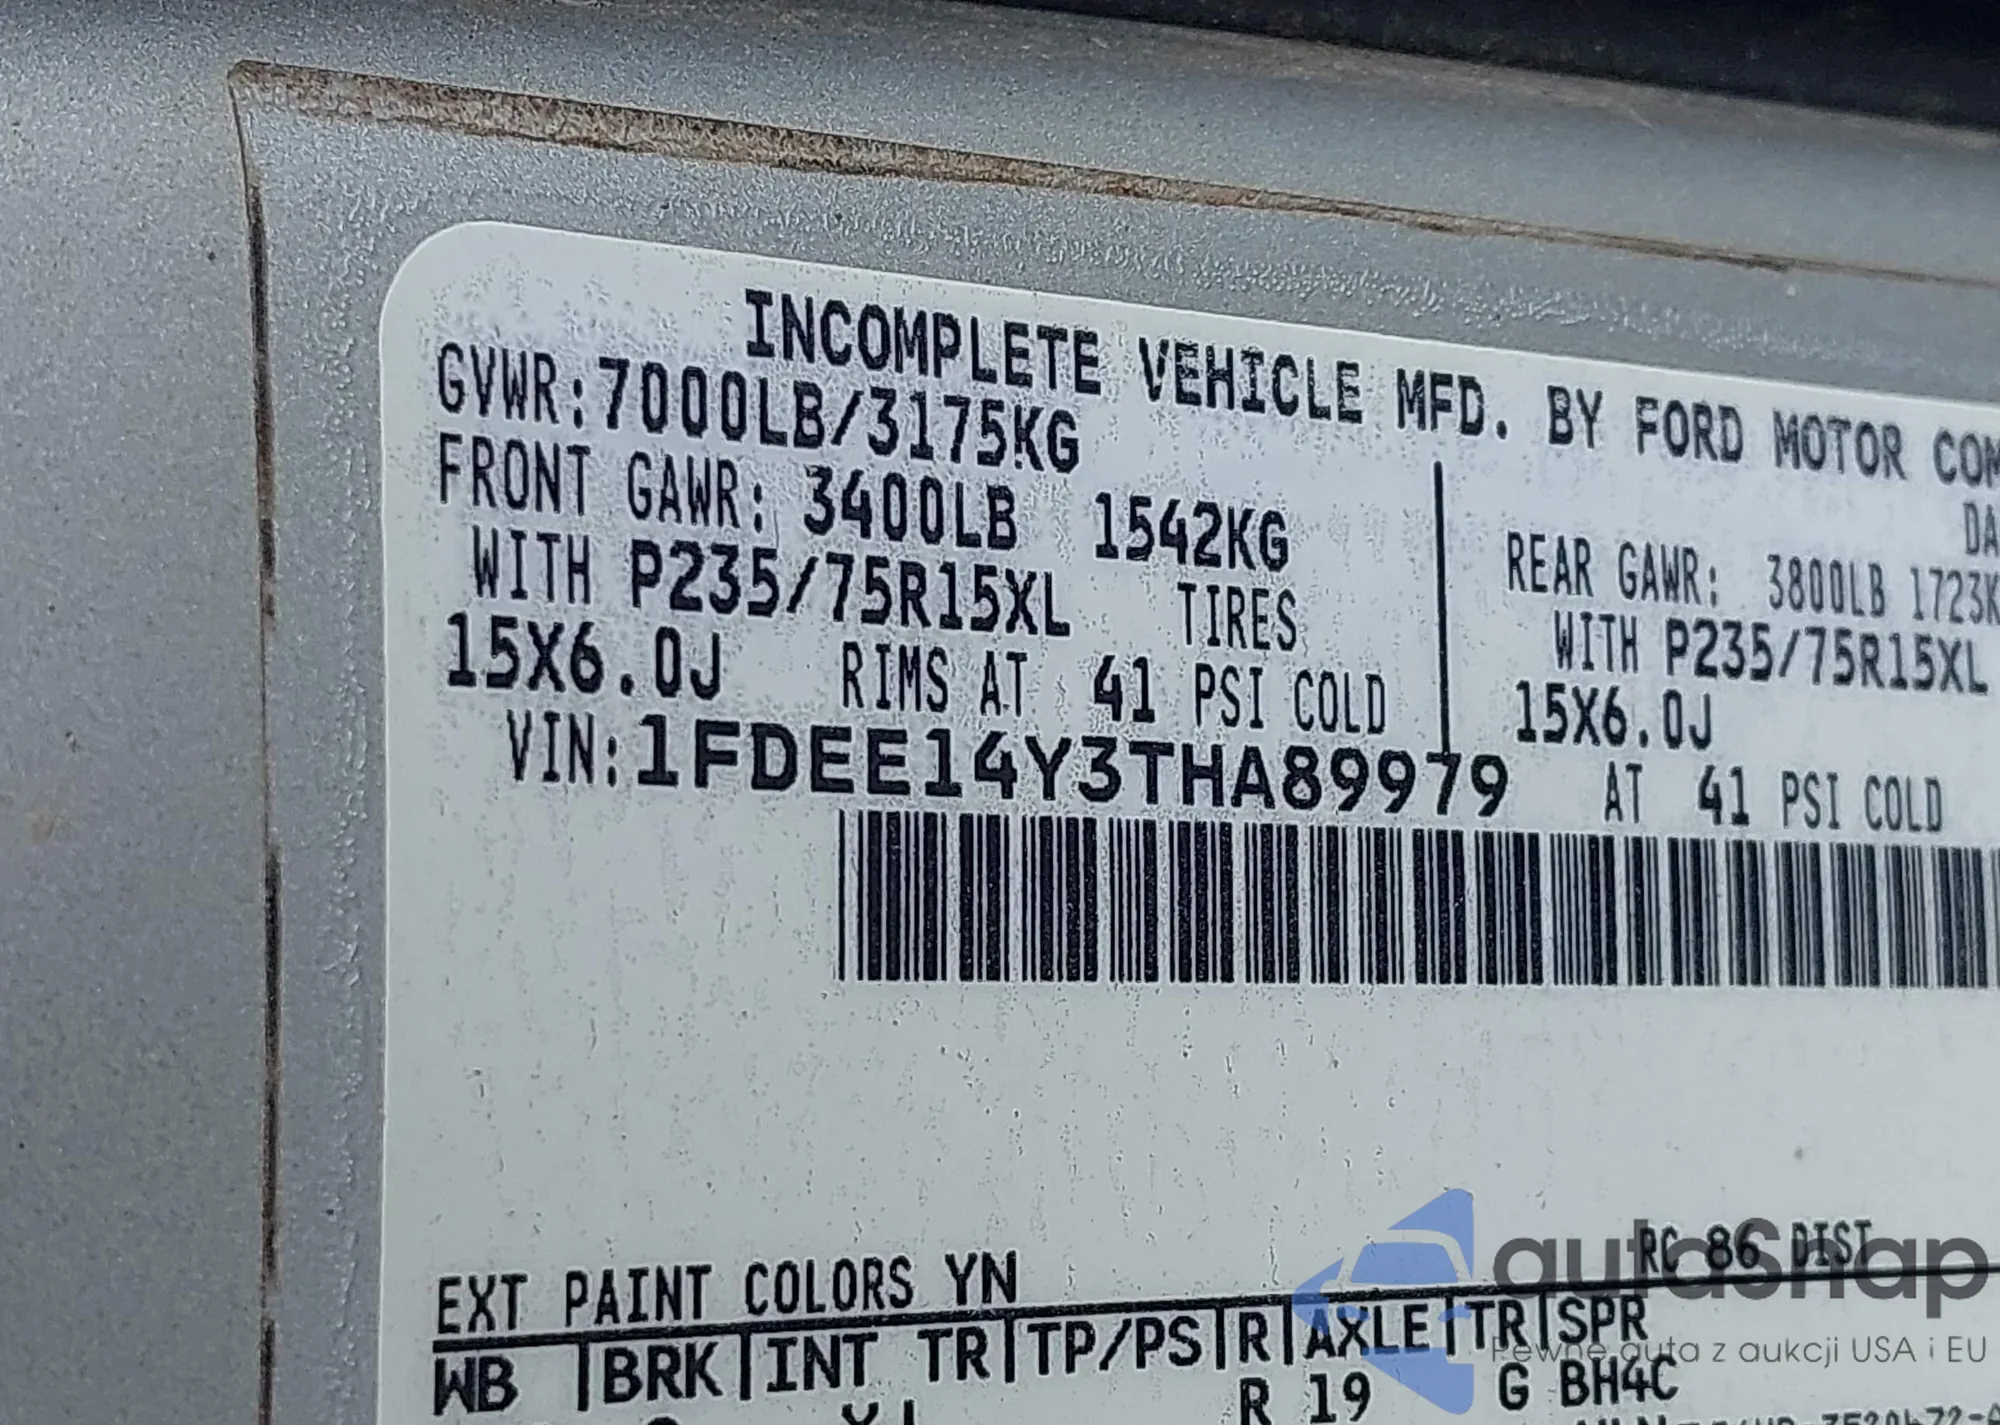 INCOMPLETE VEHICLE MFD. BY FORD MOTOR COM
GVWR:7000LB/3175KG
DA
FRONT GAWR: 3400LB 1542KG
REAR GAWR: 3800LB 1723K
WITH P235/75R15XL TIRES
WITH P235/75R15XL
15X6.0J RIMS AT 41 PSI COLD
15X6.0J
VIN:1FDEE14Y3THA89979
AT 41 PSI COLD
EXT PAINT COLORS YN
RC 86 DIST
WB BRK INT TR TP/PS R AXLE TR SPR
R 19 G BH4C
autoSnap
Pewne auta z aukcji USA i EU